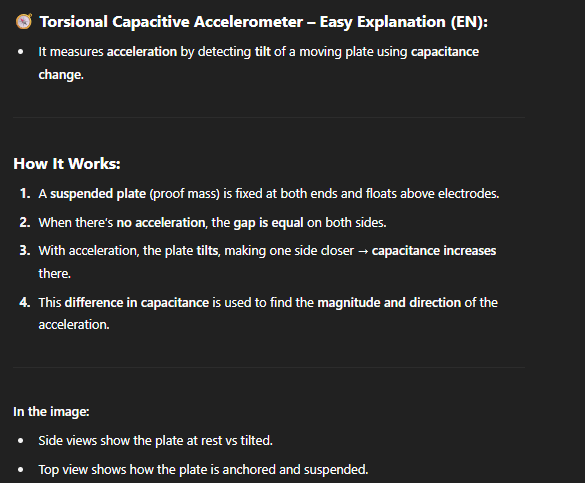 🧭 Torsional Capacitive Accelerometer – Easy Explanation (EN):
• It measures acceleration by detecting tilt of a moving plate using capacitance
change.
How It Works:
1. A suspended plate (proof mass) is fixed at both ends and floats above electrodes.
2. When there's no acceleration, the gap is equal on both sides.
3. With acceleration, the plate tilts, making one side closer → capacitance increases
there.
4. This difference in capacitance is used to find the magnitude and direction of the
acceleration.
In the image:
• Side views show the plate at rest vs tilted.
• Top view shows how the plate is anchored and suspended.